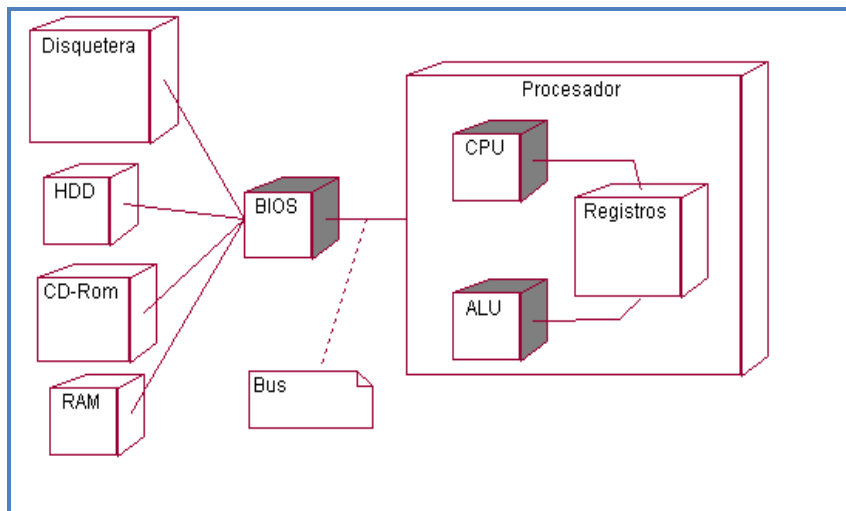 Disquetera
HDD
CD-Rom
RAM
BIOS
Bus
Procesador
CPU
Registros
ALU